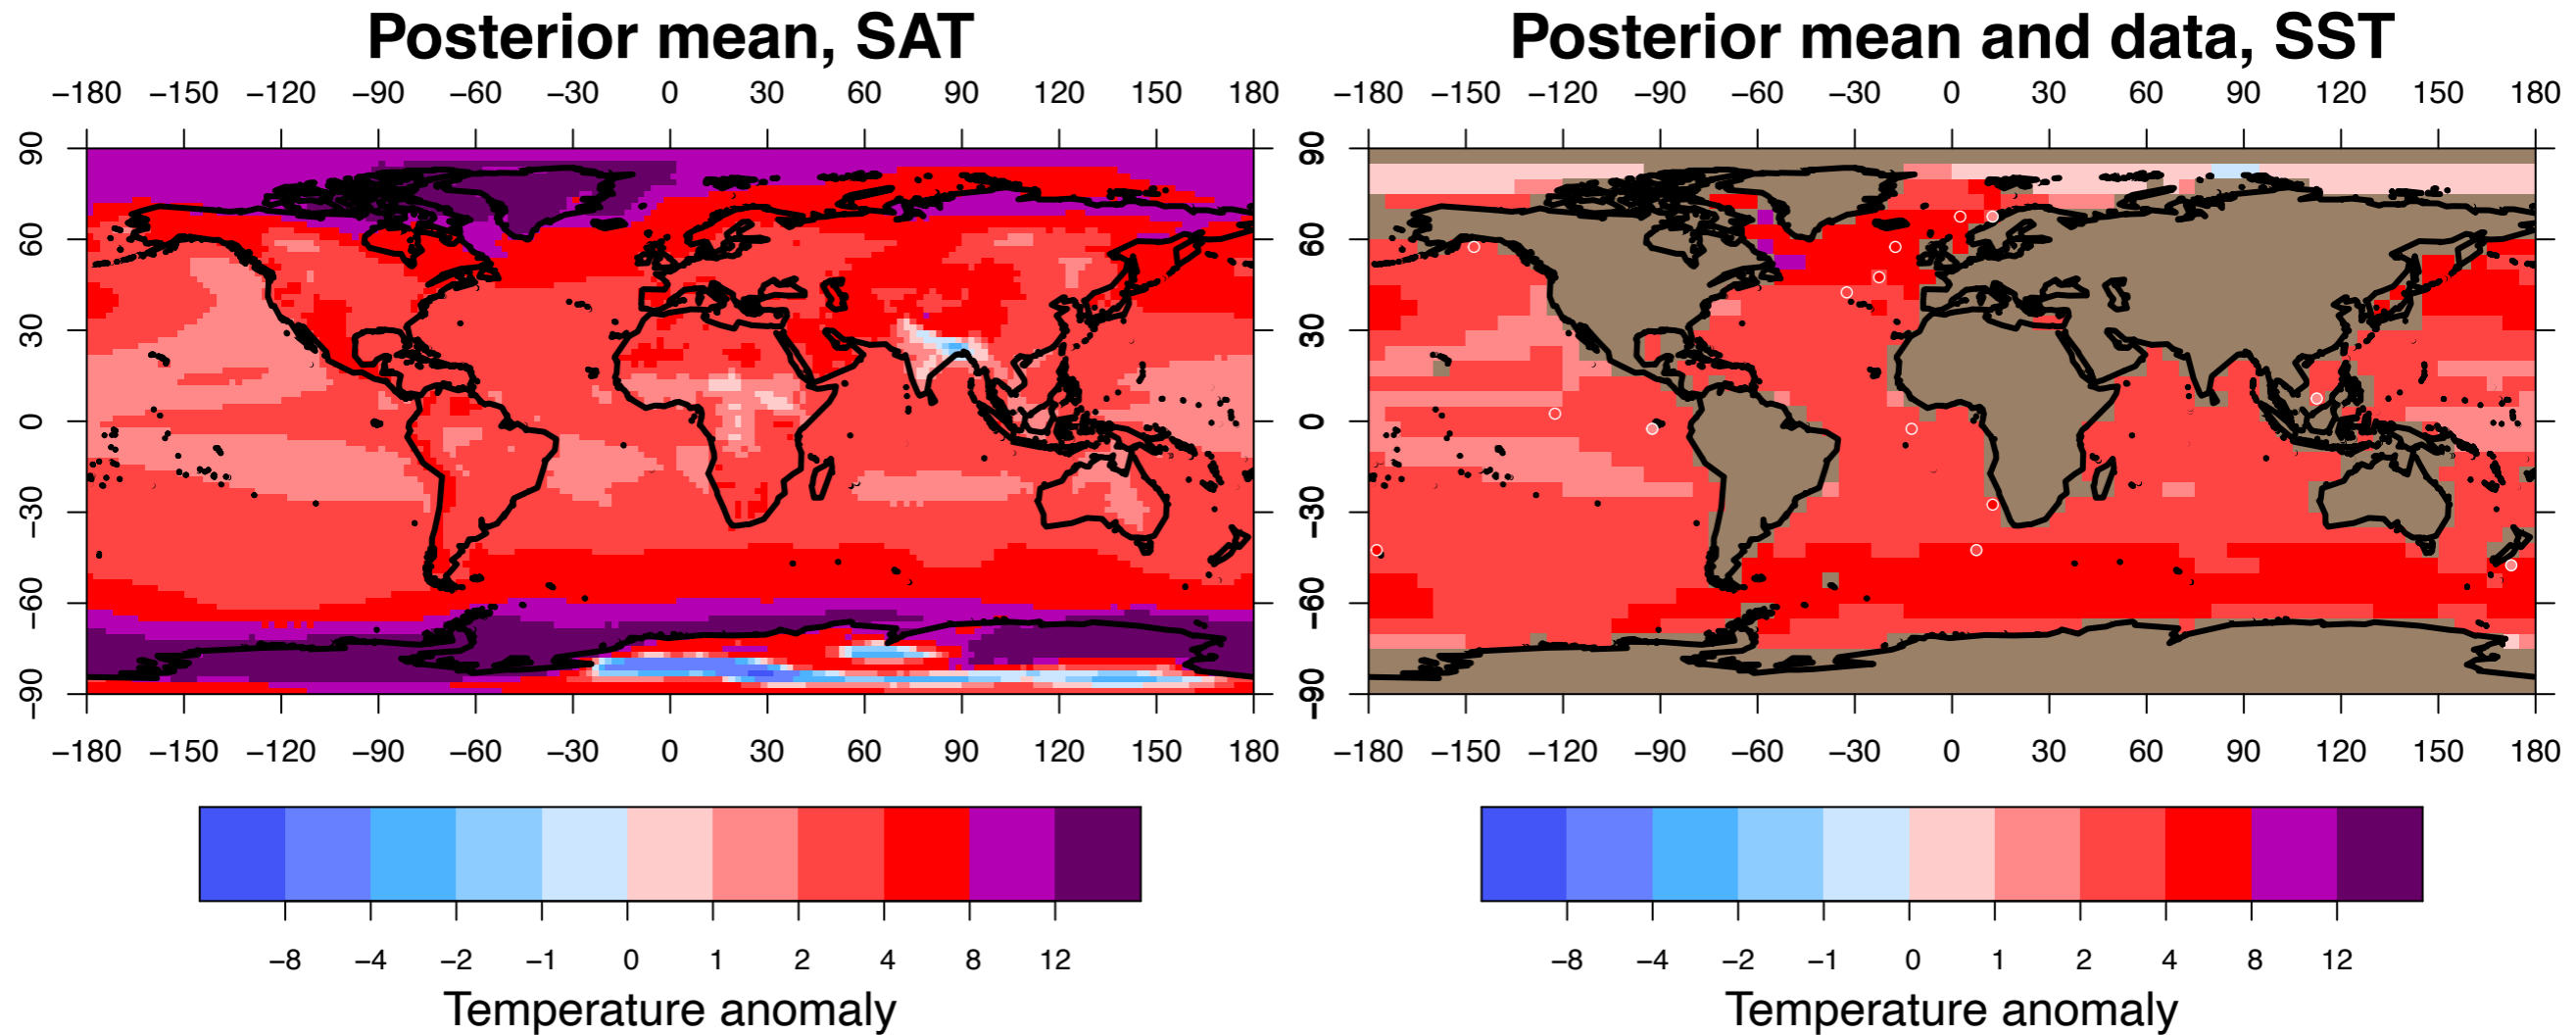 Posterior mean, SAT
−180 −150 −120 −90 −60 −30 0 30 60 90 120 150 180
90
60
30
0
−30
−60
−90
−180 −150 −120 −90 −60 −30 0 30 60 90 120 150 180
−8 −4 −2 −1 0 1 2 4 8 12
Temperature anomaly
Posterior mean and data, SST
−180 −150 −120 −90 −60 −30 0 30 60 90 120 150 180
90
60
30
0
−30
−60
−90
−180 −150 −120 −90 −60 −30 0 30 60 90 120 150 180
−8 −4 −2 −1 0 1 2 4 8 12
Temperature anomaly